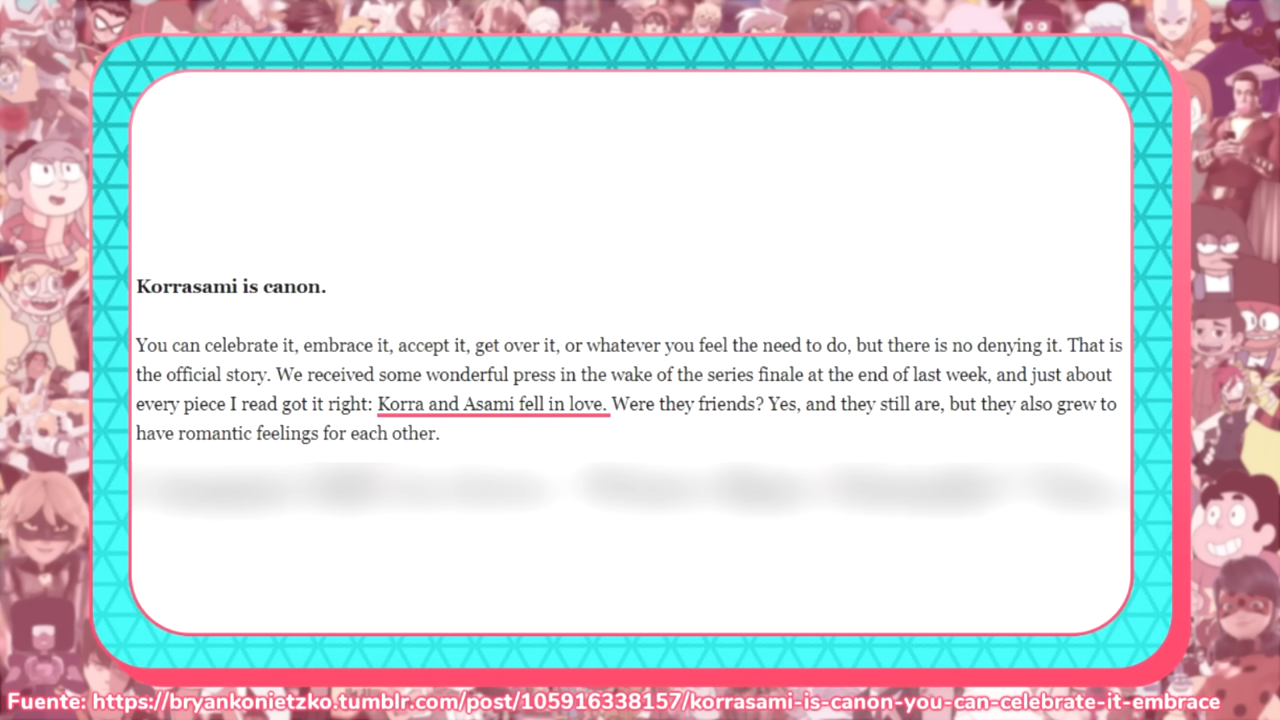 Korrasami is canon.
You can celebrate it, embrace it, accept it, get over it, or whatever you feel the need to do, but there is no denying it. That is
the official story. We received some wonderful press in the wake of the series finale at the end of last week, and just about
every piece I read got it right: Korra and Asami fell in love. Were they friends? Yes, and they still are, but they also grew to
have romantic feelings for each other.
Fuente: https://bryankonietzko.tumblr.com/post/105916338157/korrasami-is-canon-you-can-celebrate-it-embrace